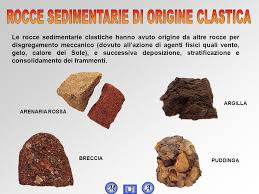 ROCCE SEDIMENTARIE DI ORIGINE CLASTICA
Le rocce sedimentarie clastiche hanno avuto origine da altre rocce per
disgregamento meccanico (dovuto all'azione di agenti fisici quali vento,
gelo, calore del Sole), e successiva deposizione, stratificazione e
consolidamento dei frammenti.
ARENARIA ROSSA
ARGILLA
BRECCIA
PUDDINGA